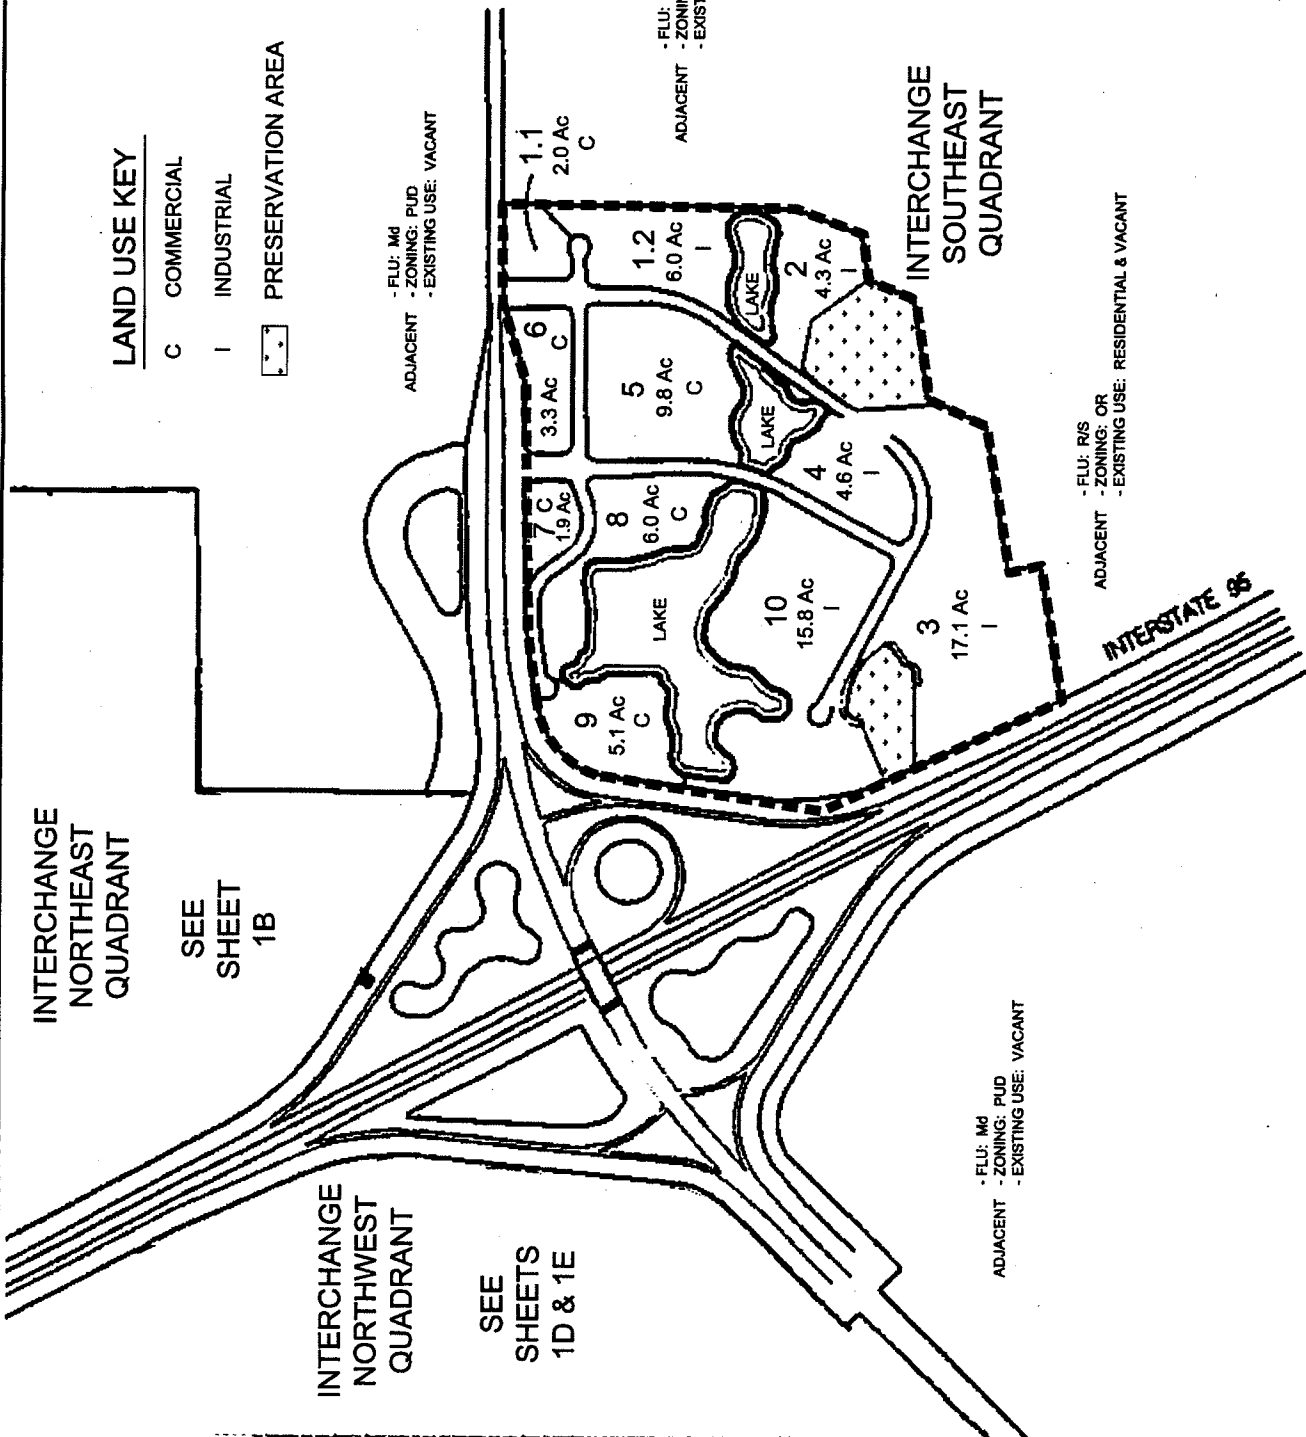 INTERCHANGE
NORTHEAST
QUADRANT
SEE
SHEET
1B
LAND USE KEY
C COMMERCIAL
I INDUSTRIAL
PRESERVATION AREA
- FLU: Md
ADJACENT - ZONING: PUD
- EXISTING USE: VACANT
- FLU:
ADJACENT
1.1
2.0 Ac
C
1.2
6.0 Ac
I
LAKE
2
4.3 Ac
I
6
3.3 Ac C
5
9.8 Ac
C
LAKE
4
4.6 Ac
I
7 C
1.9 Ac
8
6.0 Ac
C
LAKE
10
15.8 Ac
I
3
17.1 Ac
I
9
5.1 Ac
C
INTERCHANGE
SOUTHEAST
QUADRANT
- FLU: R/S
ADJACENT - ZONING: OR
- EXISTING USE: RESIDENTIAL & VACANT
INTERSTATE 95
INTERCHANGE
NORTHWEST
QUADRANT
SEE
SHEETS
1D & 1E
- FLU: Md
ADJACENT - ZONING: PUD
- EXISTING USE: VACANT